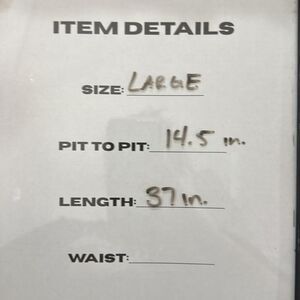 ITEM DETAILS
SIZE: LARGE
PIT TO PIT: 14.5 in.
LENGTH: 37 in.
WAIST: